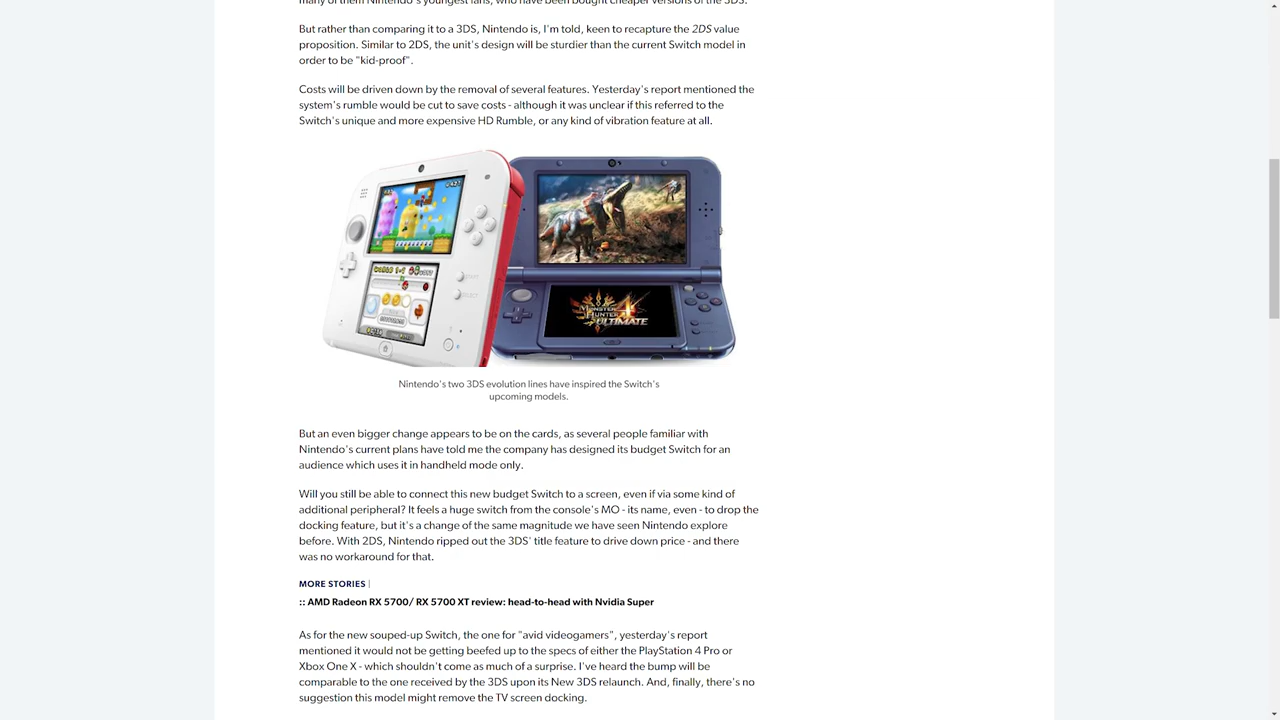 many of them Nintendo's youngest fans, who have been bought cheaper versions of the 3DS.
But rather than comparing it to a 3DS, Nintendo is, I'm told, keen to recapture the 2DS value
proposition. Similar to 2DS, the unit's design will be sturdier than the current Switch model in
order to be "kid-proof".
Costs will be driven down by the removal of several features. Yesterday's report mentioned the
system's rumble would be cut to save costs - although it was unclear if this referred to the
Switch's unique and more expensive HD Rumble, or any kind of vibration feature at all.
MONSTER
HUNTER
4
ULTIMATE
Nintendo's two 3DS evolution lines have inspired the Switch's
upcoming models.
But an even bigger change appears to be on the cards, as several people familiar with
Nintendo's current plans have told me the company has designed its budget Switch for an
audience which uses it in handheld mode only.
Will you still be able to connect this new budget Switch to a screen, even if via some kind of
additional peripheral? It feels a huge switch from the console's MO - its name, even - to drop the
docking feature, but it's a change of the same magnitude we have seen Nintendo explore
before. With 2DS, Nintendo ripped out the 3DS' title feature to drive down price - and there
was no workaround for that.
MORE STORIES |
:: AMD Radeon RX 5700/ RX 5700 XT review: head-to-head with Nvidia Super
As for the new souped-up Switch, the one for "avid videogamers", yesterday's report
mentioned it would not be getting beefed up to the specs of either the PlayStation 4 Pro or
Xbox One X - which shouldn't come as much of a surprise. I've heard the bump will be
comparable to the one received by the 3DS upon its New 3DS relaunch. And, finally, there's no
suggestion this model might remove the TV screen docking.